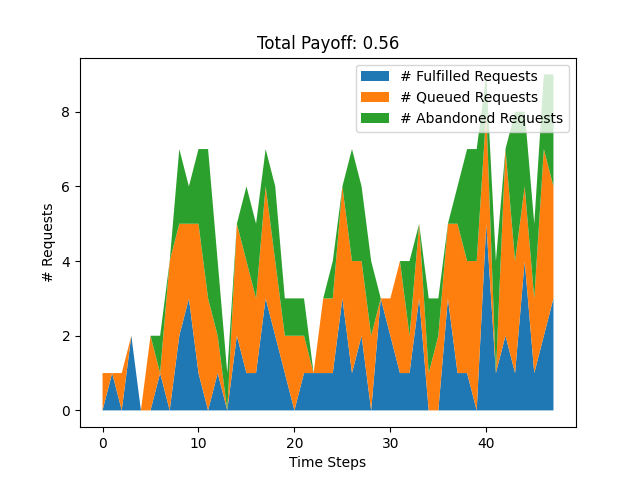 Total Payoff: 0.56
# Fulfilled Requests
# Queued Requests
# Abandoned Requests
# Requests
8
6
4
2
0
0 10 20 30 40
Time Steps